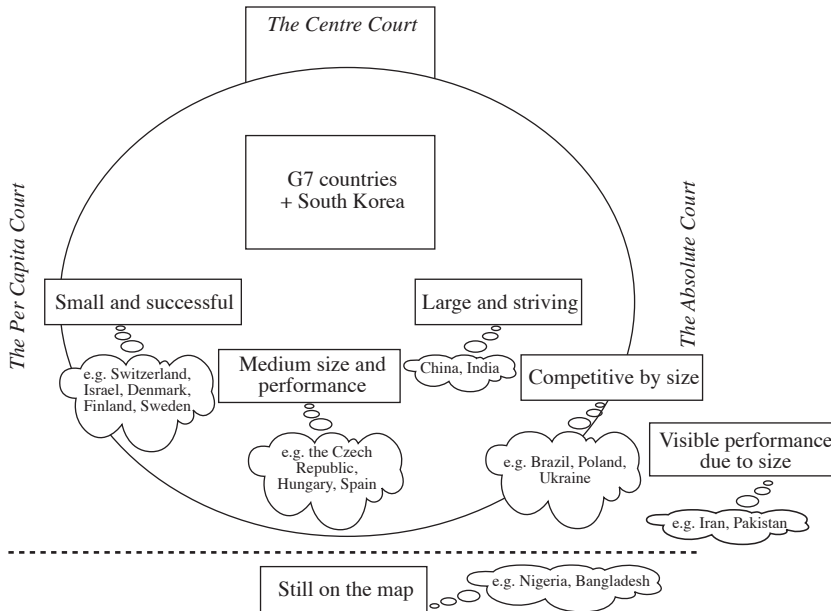 The Centre Court
G7 countries
+ South Korea
The Per Capita Court
The Absolute Court
Small and successful
e.g. Switzerland,
Israel, Denmark,
Finland, Sweden
Medium size and
performance
e.g. the Czech
Republic,
Hungary, Spain
Large and striving
China, India
Competitive by size
e.g. Brazil, Poland,
Ukraine
Visible performance
due to size
e.g. Iran, Pakistan
Still on the map
e.g. Nigeria, Bangladesh